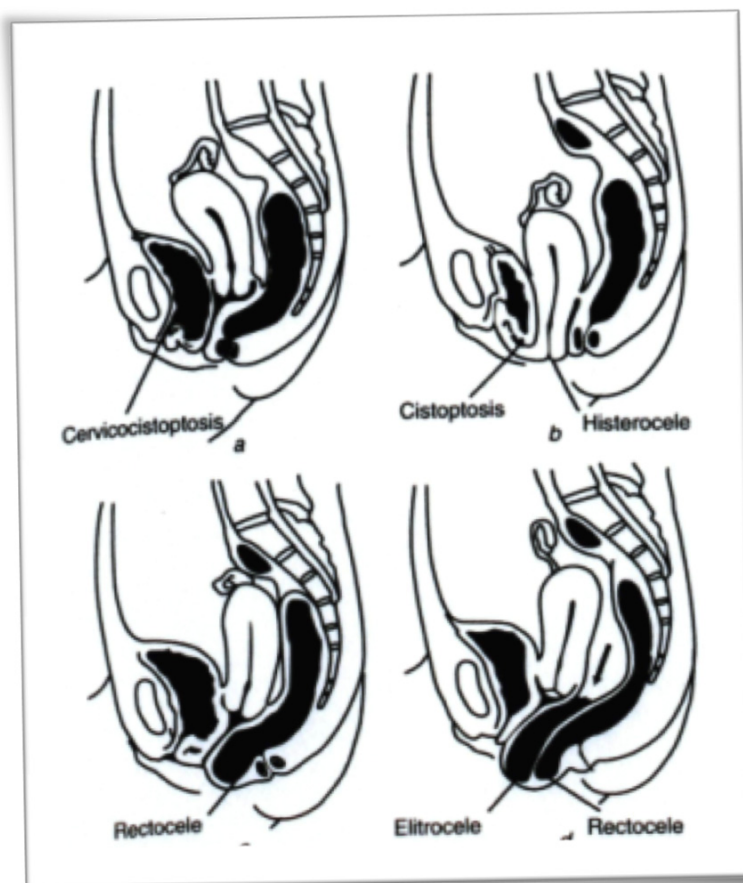 Cervicocistoptosis
a
Cistoptosis
b
Histerocele
Rectocele
Elitrocele
d
Rectocele